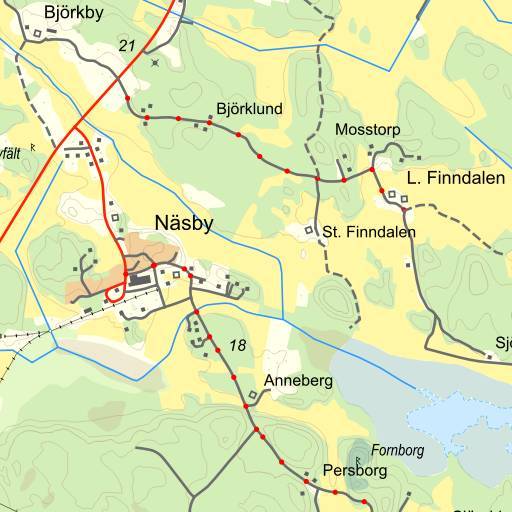 Björkby
21
Björklund
Mosstorp
L. Finndalen
Näsby
St. Finndalen
18
Anneberg
Fornborg
Persborg